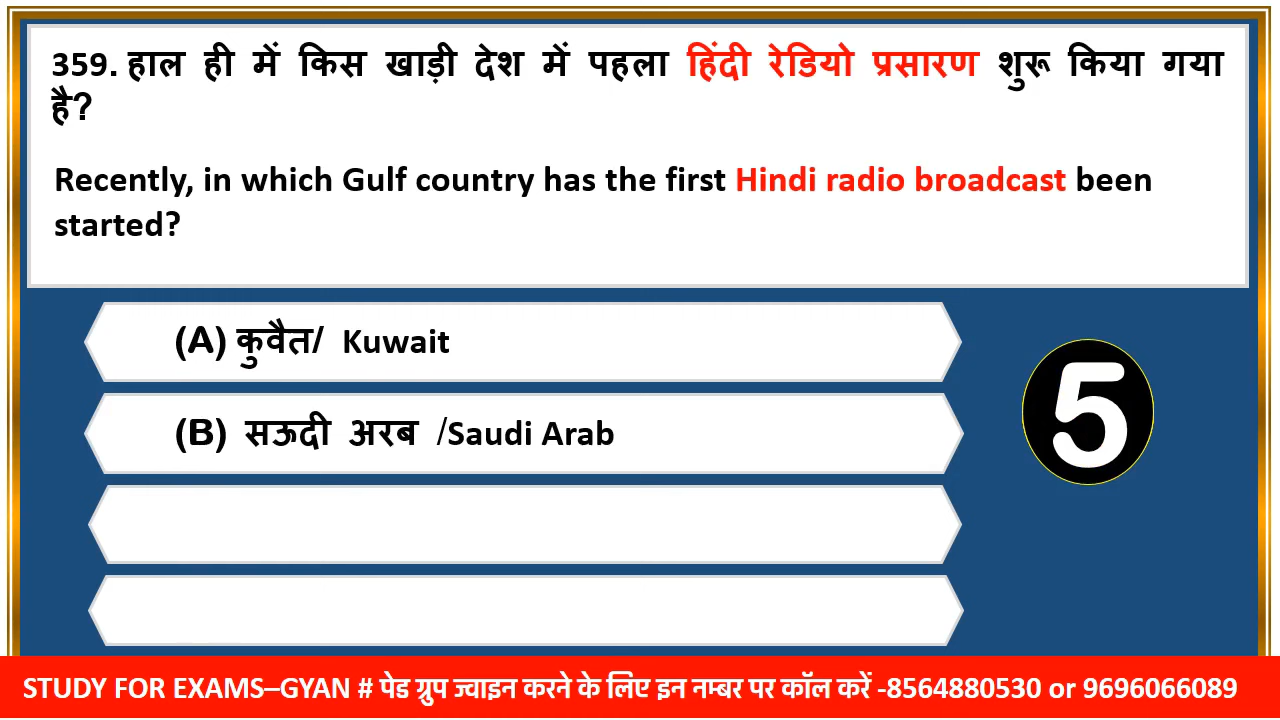 359. हाल ही में किस खाड़ी देश में पहला हिंदी रेडियो प्रसारण शुरू किया गया
है?
Recently, in which Gulf country has the first Hindi radio broadcast been
started?
(A) कुवैत/ Kuwait
(B) सऊदी अरब /Saudi Arab
5
STUDY FOR EXAMS–GYAN # पेड ग्रुप ज्वाइन करने के लिए इन नम्बर पर कॉल करें -8564880530 or 9696066089